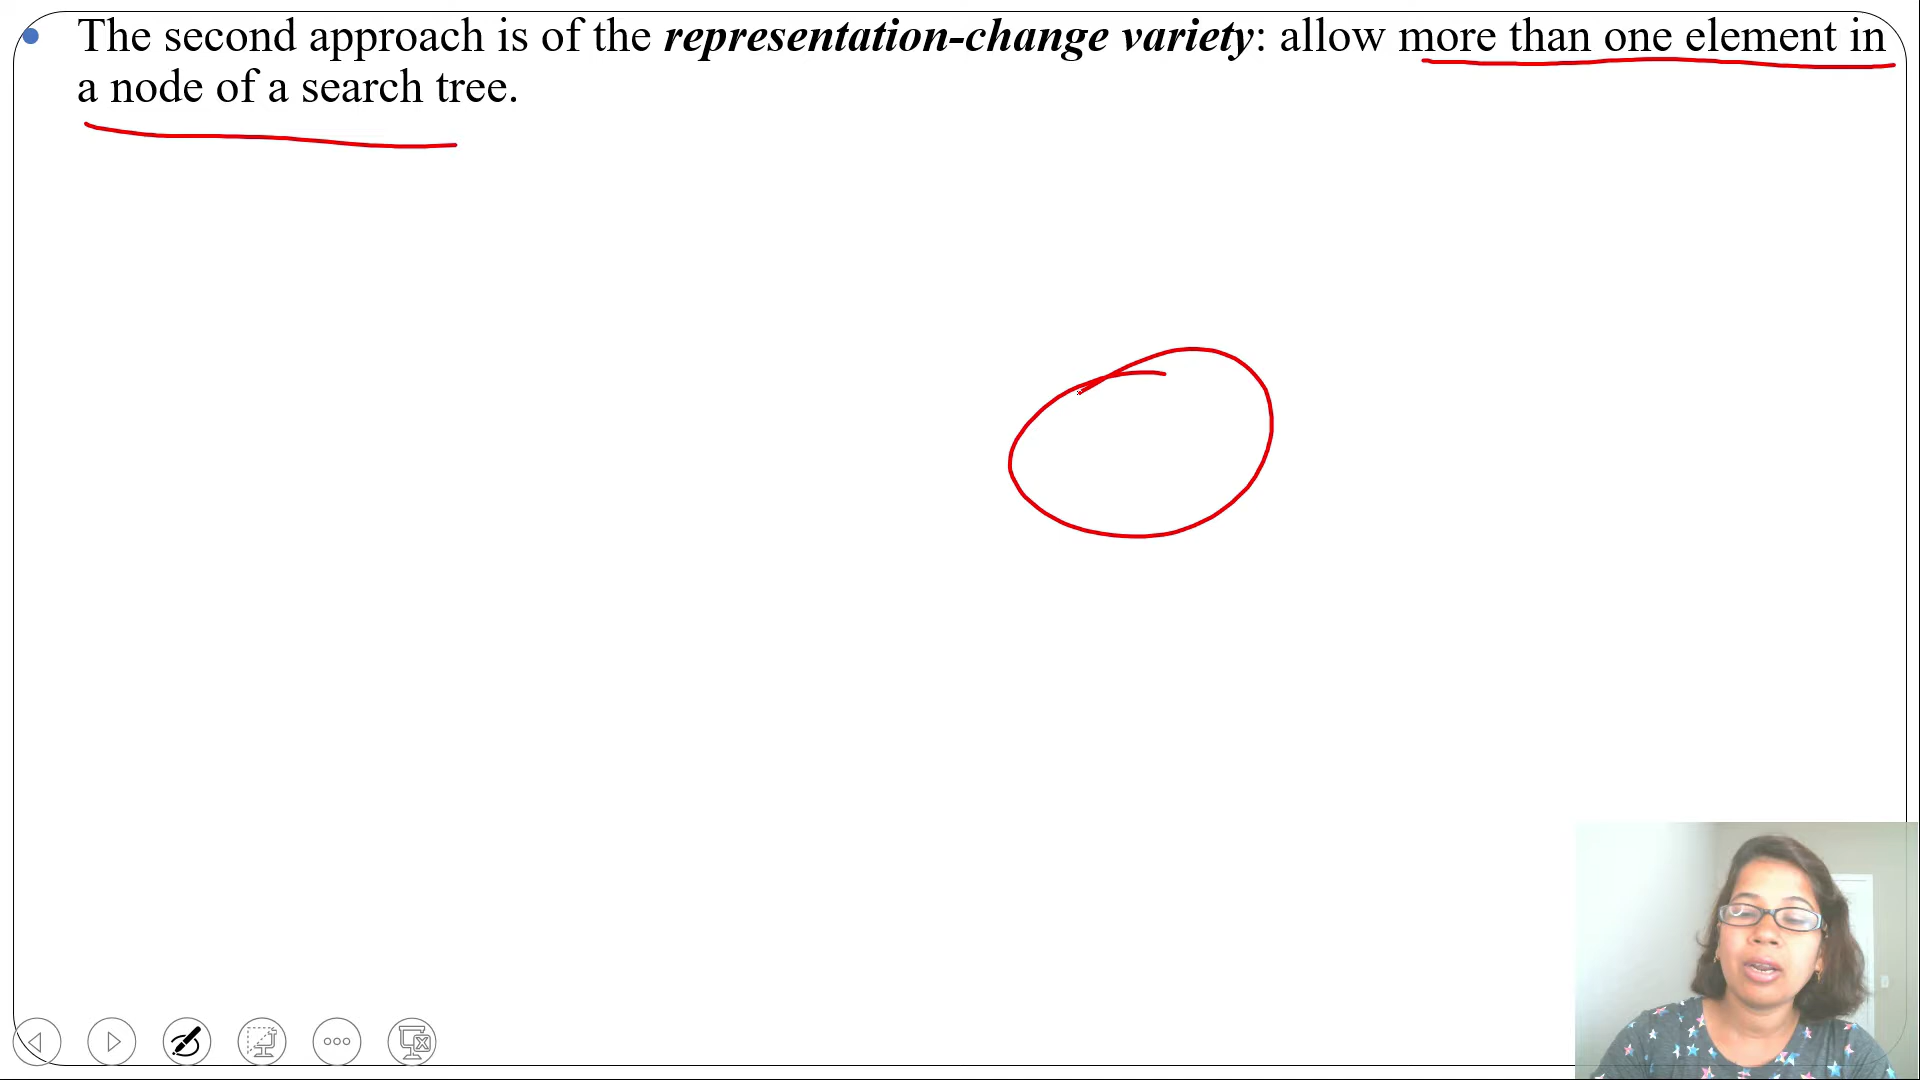 The second approach is of the representation-change variety: allow more than one element in
a node of a search tree.